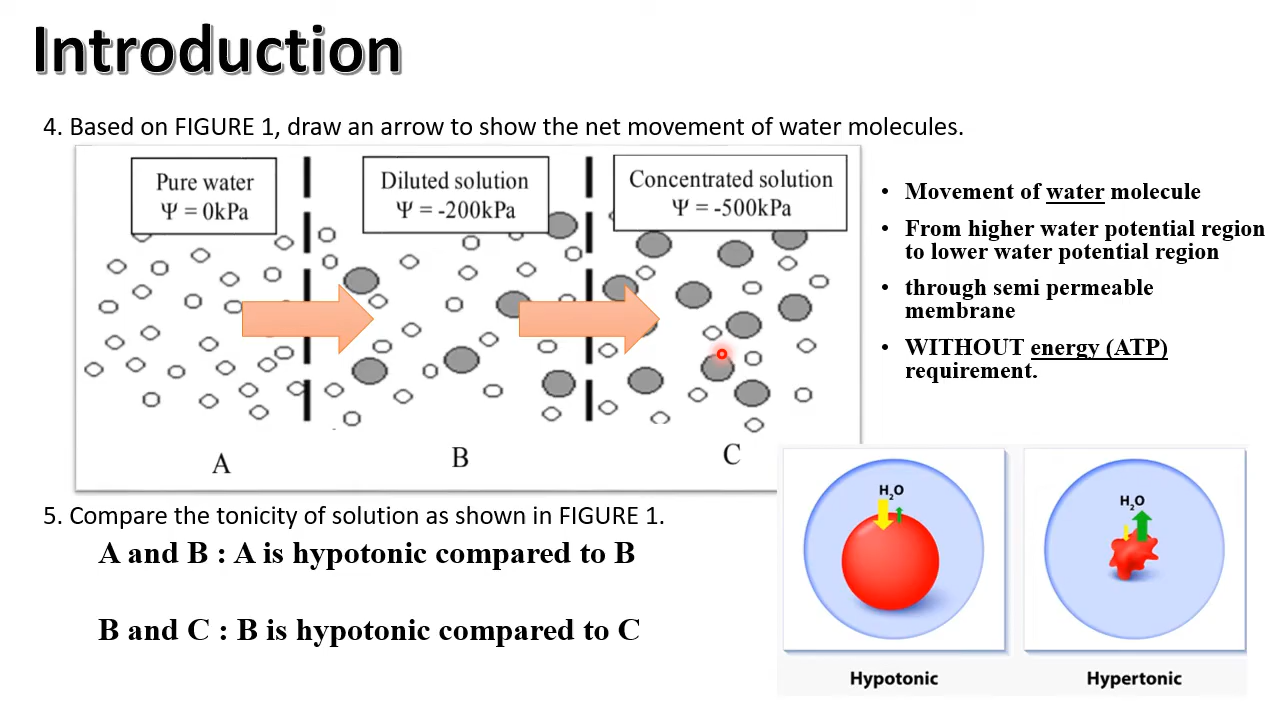 Introduction
4. Based on FIGURE 1, draw an arrow to show the net movement of water molecules.
Pure water
Ψ = 0kPa
Diluted solution
Ψ = -200kPa
Concentrated solution
Ψ = -500kPa
A
B
C
• Movement of water molecule
• From higher water potential region
to lower water potential region
• through semi permeable
membrane
• WITHOUT energy (ATP)
requirement.
5. Compare the tonicity of solution as shown in FIGURE 1.
A and B : A is hypotonic compared to B
B and C : B is hypotonic compared to C
H₂O
H₂O
Hypotonic
Hypertonic